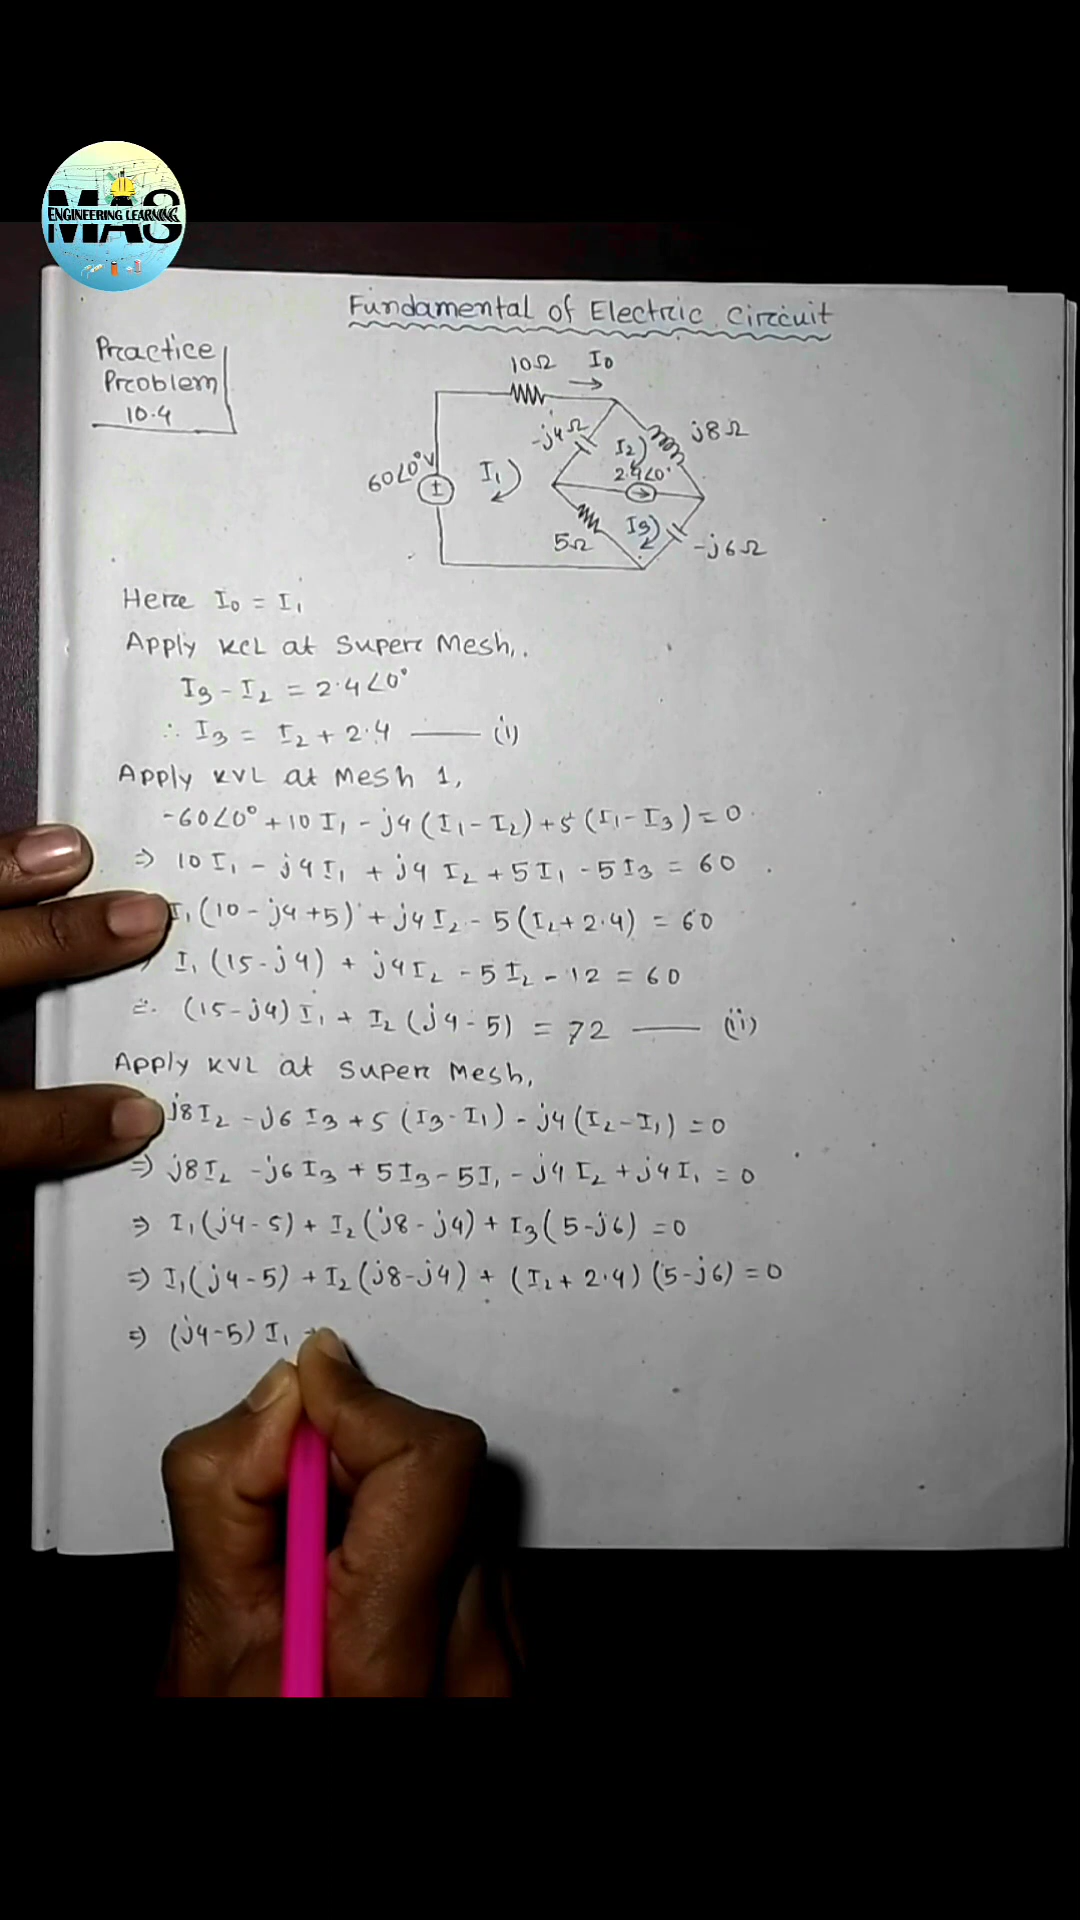 MAS
ENGINEERING LEARNING
Fundamental of Electric Circuit
Practice
Problem
10.4
10Ω I₀
-j4Ω
j8Ω
I₂
2.4∠0°
60∠0°V
I₁
+
I₃
5Ω
-j6Ω
Here I₀ = I₁
Apply KCL at Super Mesh,.
I₃ - I₂ = 2.4∠0°
∴ I₃ = I₂ + 2.4 —— (i)
Apply KVL at Mesh 1,
-60∠0° + 10 I₁ - j4 (I₁ - I₂) + 5 (I₁ - I₃) = 0
⇒ 10 I₁ - j4 I₁ + j4 I₂ + 5 I₁ - 5 I₃ = 60
I₁ (10 - j4 + 5) + j4 I₂ - 5 (I₂ + 2.4) = 60
⇒ I₁ (15 - j4) + j4 I₂ - 5 I₂ - 12 = 60
∴ (15 - j4) I₁ + I₂ (j4 - 5) = 72 —— (ii)
Apply KVL at Super Mesh,
j8 I₂ - j6 I₃ + 5 (I₃ - I₁) - j4 (I₂ - I₁) = 0
⇒ j8 I₂ - j6 I₃ + 5 I₃ - 5 I₁ - j4 I₂ + j4 I₁ = 0
⇒ I₁ (j4 - 5) + I₂ (j8 - j4) + I₃ (5 - j6) = 0
⇒ I₁ (j4 - 5) + I₂ (j8 - j4) + (I₂ + 2.4) (5 - j6) = 0
⇒ (j4 - 5) I₁